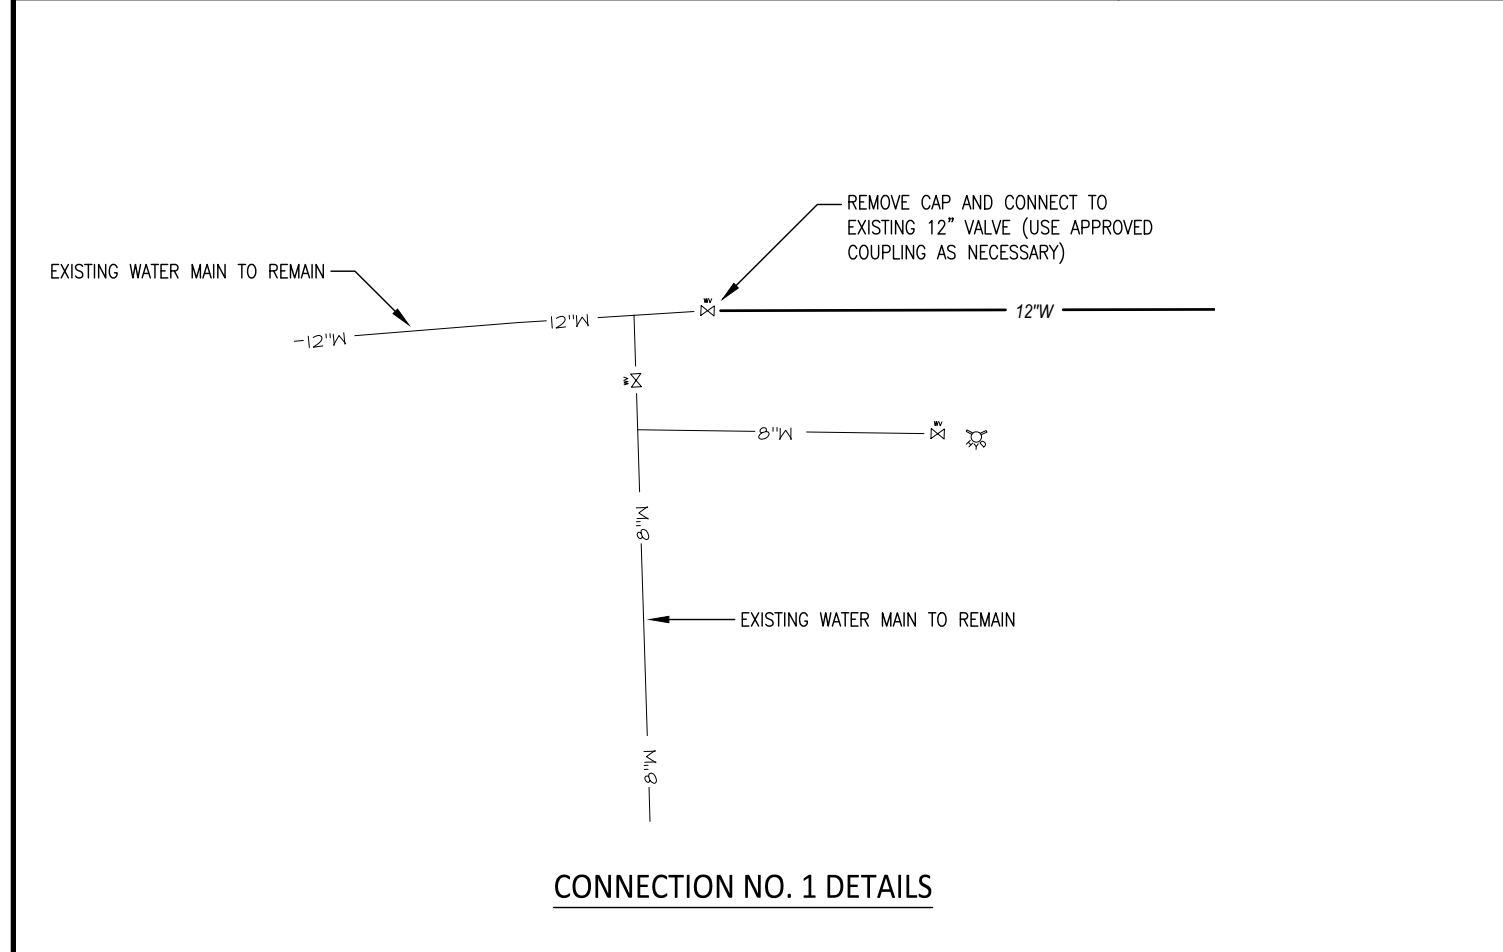 REMOVE CAP AND CONNECT TO
EXISTING 12" VALVE (USE APPROVED
COUPLING AS NECESSARY)
EXISTING WATER MAIN TO REMAIN
WV
12"W
12"W
12"W
WV
WV
8"W
8"W
EXISTING WATER MAIN TO REMAIN
8"W
CONNECTION NO. 1 DETAILS